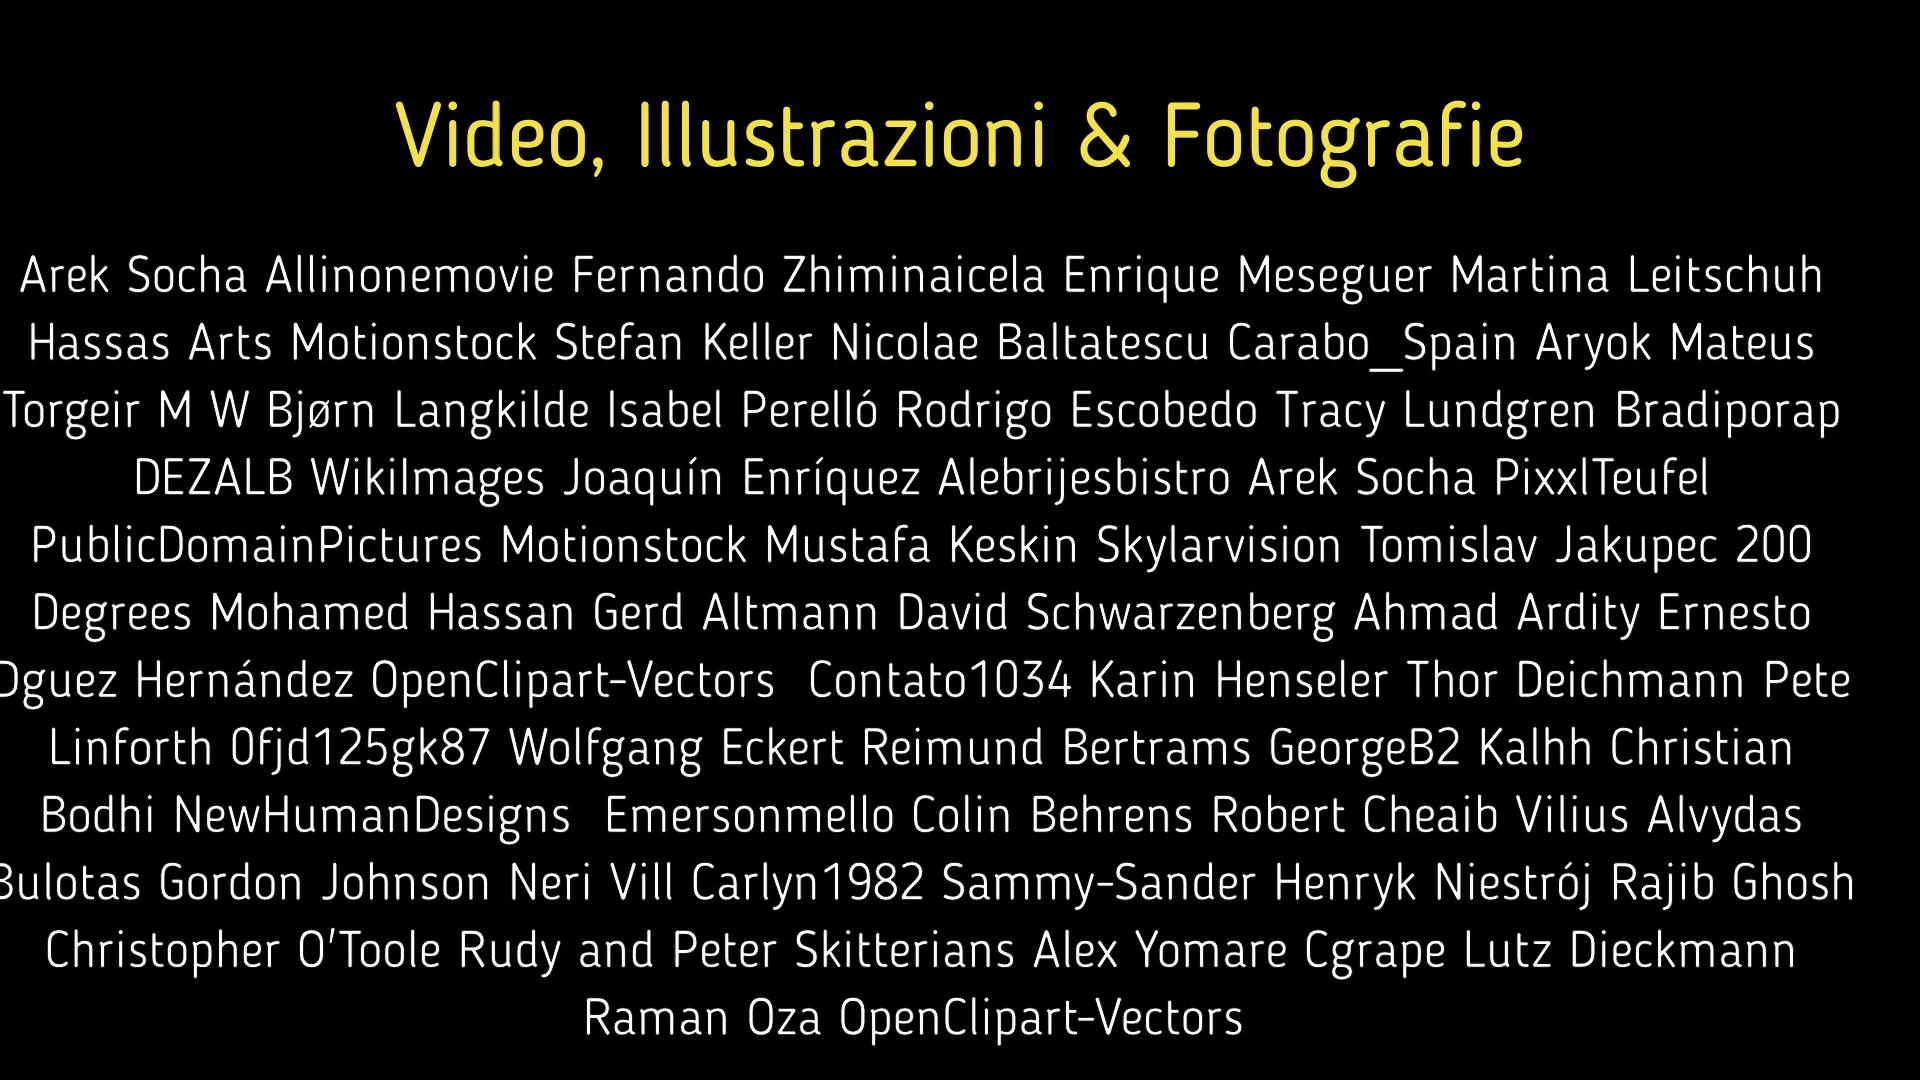 Video, Illustrazioni & Fotografie
Arek Socha Allinonemovie Fernando Zhiminaicela Enrique Meseguer Martina Leitschuh
Hassas Arts Motionstock Stefan Keller Nicolae Baltatescu Carabo_Spain Aryok Mateus
Torgeir M W Bjørn Langkilde Isabel Perelló Rodrigo Escobedo Tracy Lundgren Bradiporap
DEZALB WikiImages Joaquín Enríquez Alebrijesbistro Arek Socha PixxlTeufel
PublicDomainPictures Motionstock Mustafa Keskin Skylarvision Tomislav Jakupec 200
Degrees Mohamed Hassan Gerd Altmann David Schwarzenberg Ahmad Ardity Ernesto
Dguez Hernández OpenClipart-Vectors Contato1034 Karin Henseler Thor Deichmann Pete
Linforth 0fjd125gk87 Wolfgang Eckert Reimund Bertrams GeorgeB2 Kalhh Christian
Bodhi NewHumanDesigns Emersonmello Colin Behrens Robert Cheaib Vilius Alvydas
Bulotas Gordon Johnson Neri Vill Carlyn1982 Sammy-Sander Henryk Niestrój Rajib Ghosh
Christopher O'Toole Rudy and Peter Skitterians Alex Yomare Cgrape Lutz Dieckmann
Raman Oza OpenClipart-Vectors